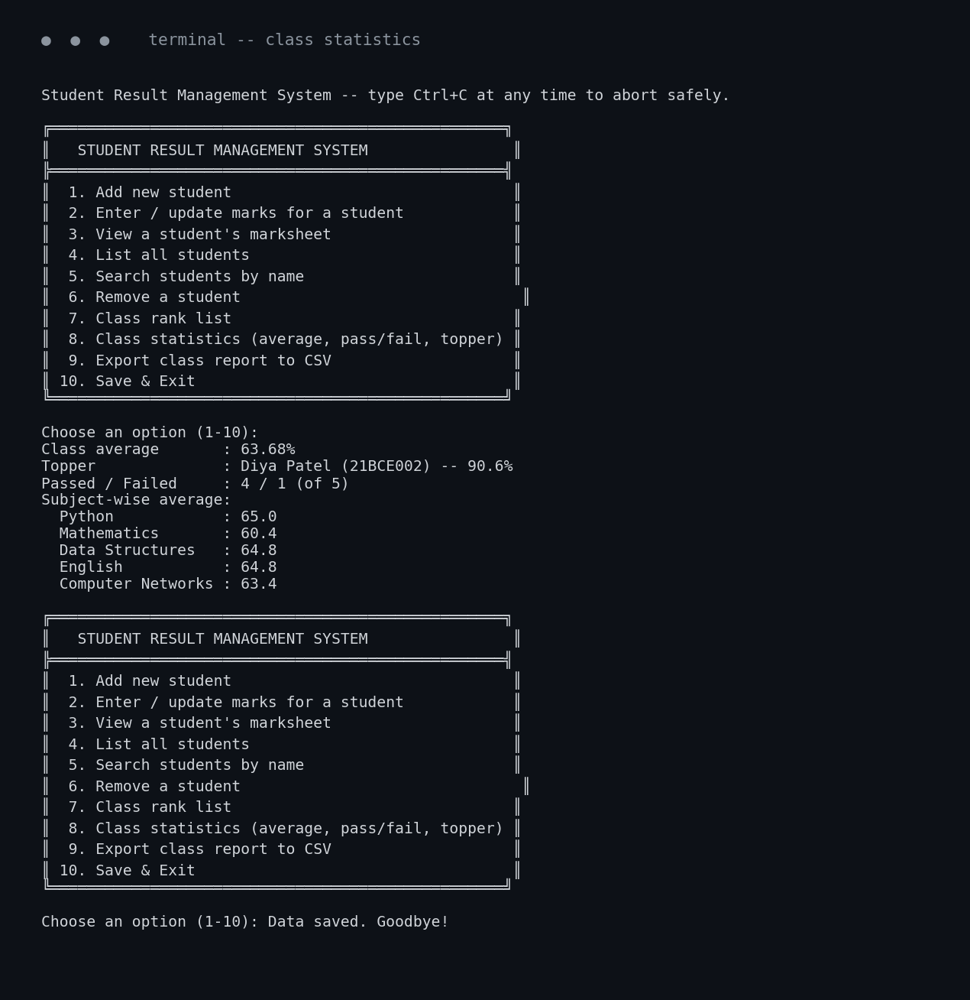 ● ● ●    terminal -- class statistics
Student Result Management System -- type Ctrl+C at any time to abort safely.
╔══════════════════════════════════════════════════╗
║   STUDENT RESULT MANAGEMENT SYSTEM                ║
╠══════════════════════════════════════════════════╣
║  1. Add new student                               ║
║  2. Enter / update marks for a student            ║
║  3. View a student's marksheet                    ║
║  4. List all students                             ║
║  5. Search students by name                       ║
║  6. Remove a student                               ║
║  7. Class rank list                               ║
║  8. Class statistics (average, pass/fail, topper) ║
║  9. Export class report to CSV                    ║
║ 10. Save & Exit                                   ║
╚══════════════════════════════════════════════════╝
Choose an option (1-10):
Class average       : 63.68%
Topper              : Diya Patel (21BCE002) -- 90.6%
Passed / Failed     : 4 / 1 (of 5)
Subject-wise average:
  Python            : 65.0
  Mathematics       : 60.4
  Data Structures   : 64.8
  English           : 64.8
  Computer Networks : 63.4
╔══════════════════════════════════════════════════╗
║   STUDENT RESULT MANAGEMENT SYSTEM                ║
╠══════════════════════════════════════════════════╣
║  1. Add new student                               ║
║  2. Enter / update marks for a student            ║
║  3. View a student's marksheet                    ║
║  4. List all students                             ║
║  5. Search students by name                       ║
║  6. Remove a student                               ║
║  7. Class rank list                               ║
║  8. Class statistics (average, pass/fail, topper) ║
║  9. Export class report to CSV                    ║
║ 10. Save & Exit                                   ║
╚══════════════════════════════════════════════════╝
Choose an option (1-10): Data saved. Goodbye!